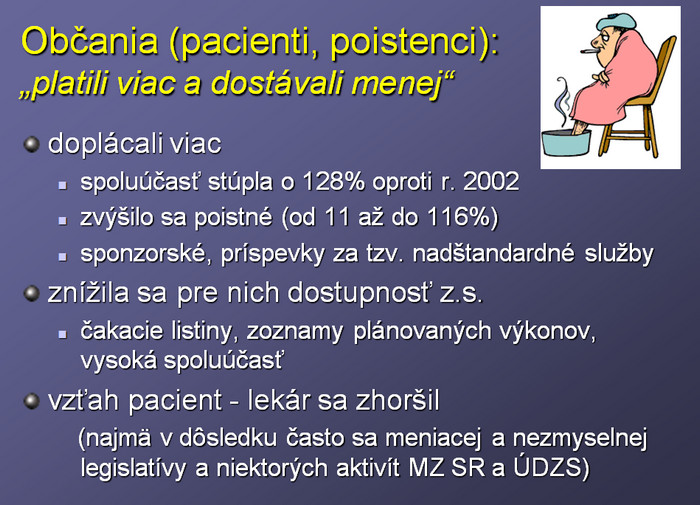 Občania (pacienti, poistenci):
„platili viac a dostávali menej“
doplácali viac
spoluúčasť stúpla o 128% oproti r. 2002
zvýšilo sa poistné (od 11 až do 116%)
sponzorské, príspevky za tzv. nadštandardné služby
znížila sa pre nich dostupnosť z.s.
čakacie listiny, zoznamy plánovaných výkonov,
vysoká spoluúčasť
vzťah pacient - lekár sa zhoršil
(najmä v dôsledku často sa meniacej a nezmyselnej
legislatívy a niektorých aktivít MZ SR a ÚDZS)